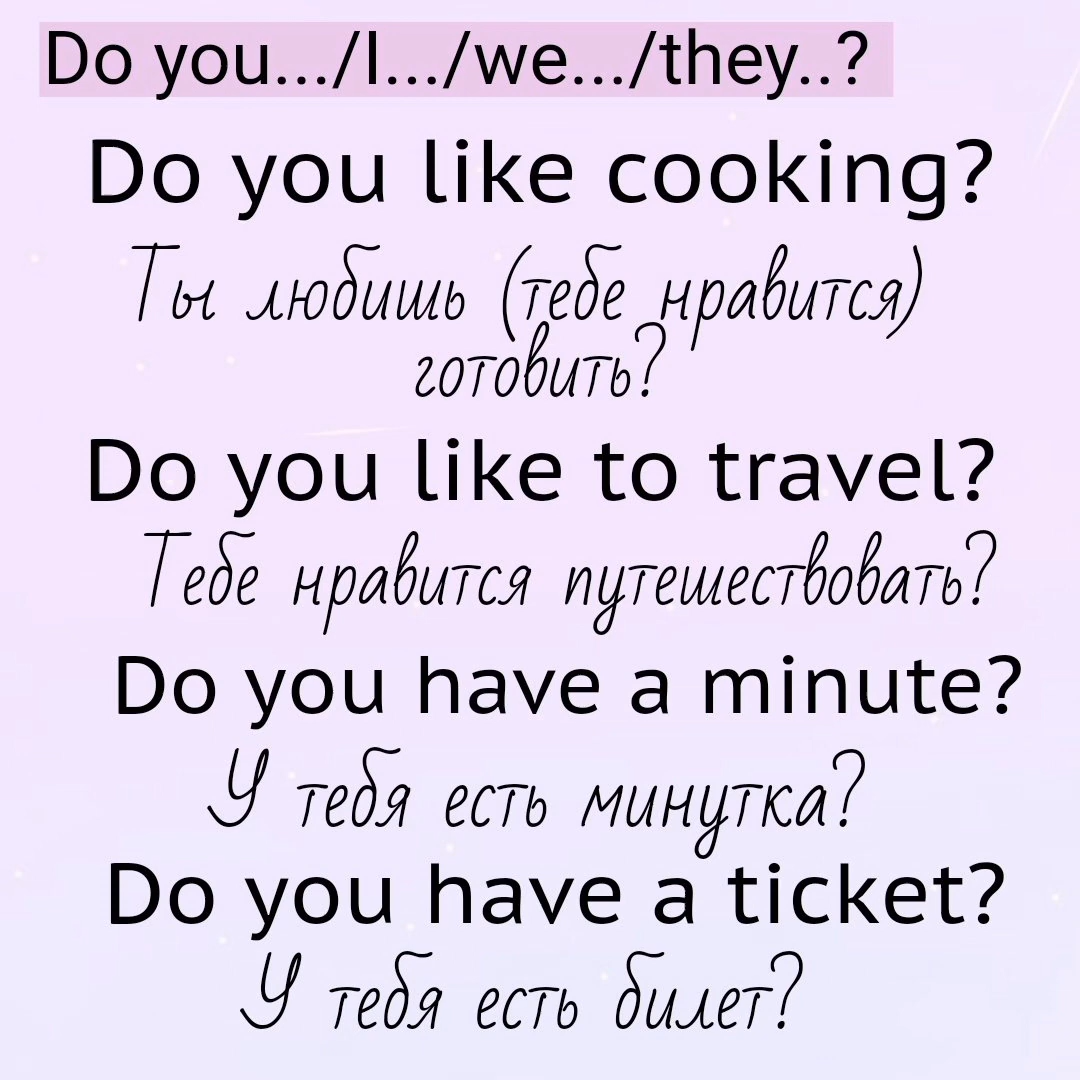 Do you.../I.../we.../they..?
Do you like cooking?
Ты любишь (тебе нравится)
готовить?
Do you like to travel?
Тебе нравится путешествовать?
Do you have a minute?
У тебя есть минутка?
Do you have a ticket?
У тебя есть билет?